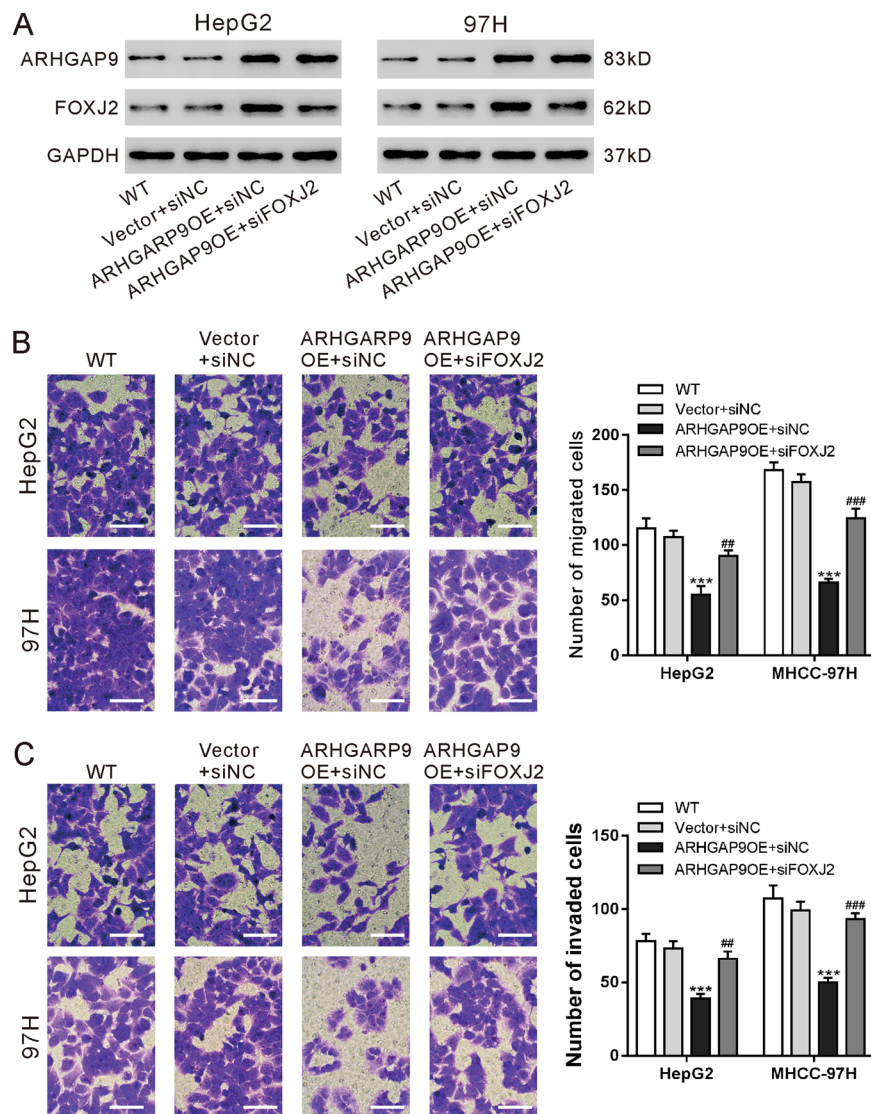 A
HepG2
97H
ARHGAP9
83kD
FOXJ2
62kD
GAPDH
37kD
WT
Vector+siNC
ARHGARP9OE+siNC
ARHGAP9OE+siFOXJ2
WT
Vector+siNC
ARHGARP9OE+siNC
ARHGAP9OE+siFOXJ2
B
WT
Vector
+siNC
ARHGARP9
OE+siNC
ARHGAP9
OE+siFOXJ2
HepG2
97H
WT
Vector+siNC
ARHGAP9OE+siNC
ARHGAP9OE+siFOXJ2
Number of migrated cells
200
150
100
50
0
***
##
***
###
HepG2
MHCC-97H
C
WT
Vector
+siNC
ARHGARP9
OE+siNC
ARHGAP9
OE+siFOXJ2
HepG2
97H
WT
Vector+siNC
ARHGAP9OE+siNC
ARHGAP9OE+siFOXJ2
Number of invaded cells
150
100
50
0
***
##
***
###
HepG2
MHCC-97H